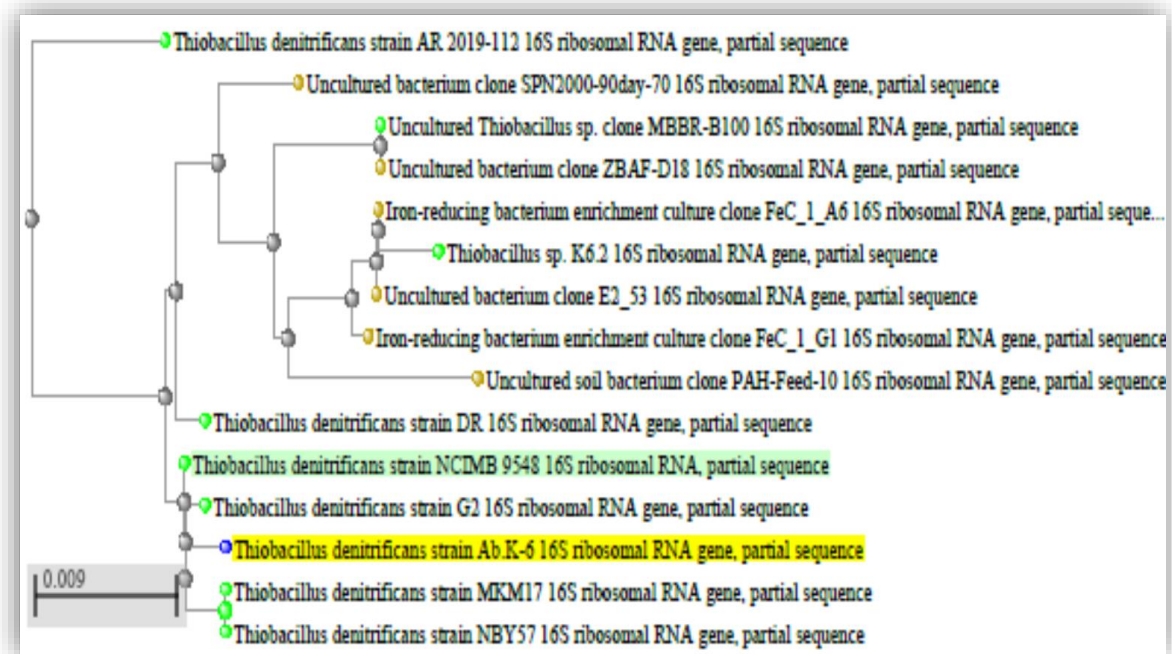 Thiobacillus denitrificans strain AR 2019-112 16S ribosomal RNA gene, partial sequence
Uncultured bacterium clone SPN2000-90day-70 16S ribosomal RNA gene, partial sequence
Uncultured Thiobacillus sp. clone MBBR-B100 16S ribosomal RNA gene, partial sequence
Uncultured bacterium clone ZBAF-D18 16S ribosomal RNA gene, partial sequence
Iron-reducing bacterium enrichment culture clone FeC_1_A6 16S ribosomal RNA gene, partial seque...
Thiobacillus sp. K6.2 16S ribosomal RNA gene, partial sequence
Uncultured bacterium clone E2_53 16S ribosomal RNA gene, partial sequence
Iron-reducing bacterium enrichment culture clone FeC_1_G1 16S ribosomal RNA gene, partial sequence
Uncultured soil bacterium clone PAH-Feed-10 16S ribosomal RNA gene, partial sequence
Thiobacillus denitrificans strain DR 16S ribosomal RNA gene, partial sequence
Thiobacillus denitrificans strain NCIMB 9548 16S ribosomal RNA, partial sequence
Thiobacillus denitrificans strain G2 16S ribosomal RNA gene, partial sequence
Thiobacillus denitrificans strain Ab.K-6 16S ribosomal RNA gene, partial sequence
0.009
Thiobacillus denitrificans strain MKM17 16S ribosomal RNA gene, partial sequence
Thiobacillus denitrificans strain NBY57 16S ribosomal RNA gene, partial sequence